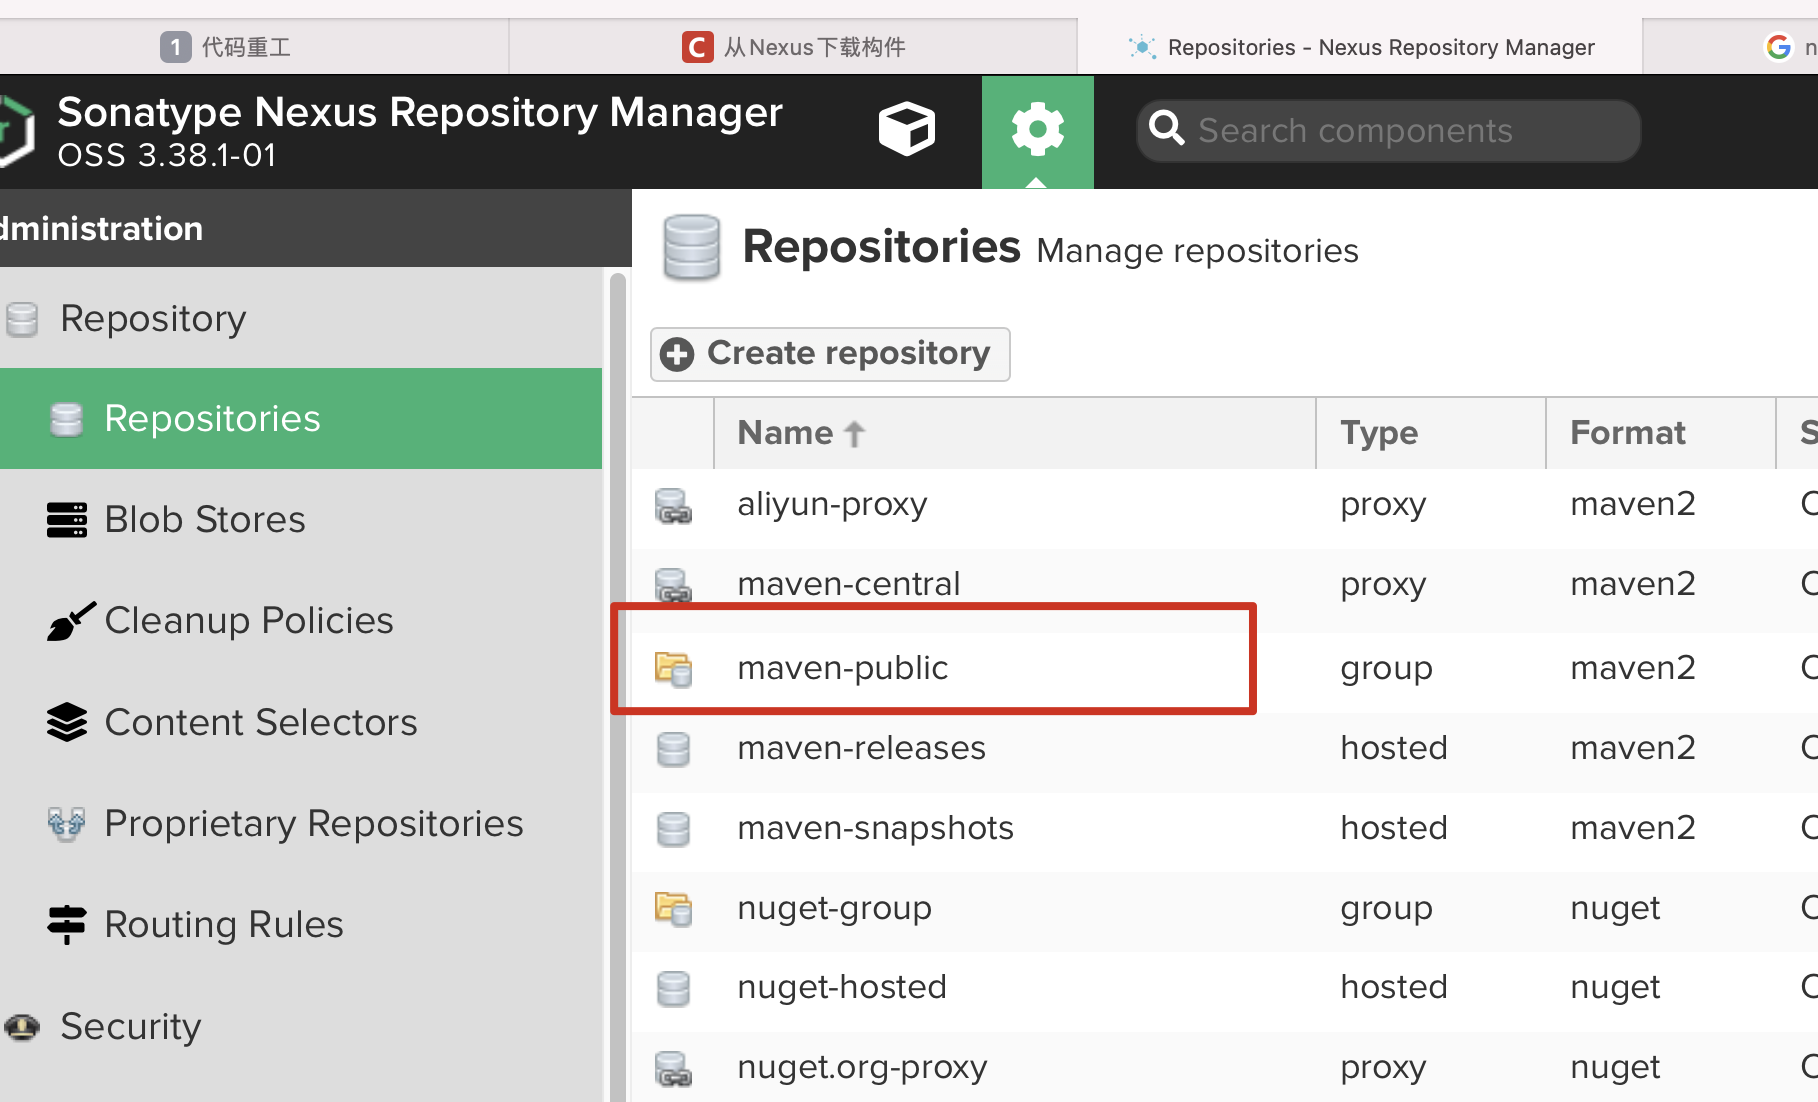 1 代码重工
C 从Nexus下载构件
Repositories - Nexus Repository Manager
Sonatype Nexus Repository Manager
OSS 3.38.1-01
Search components
dministration
Repository
Repositories
Blob Stores
Cleanup Policies
Content Selectors
Proprietary Repositories
Routing Rules
Security
Repositories Manage repositories
Create repository
Name Type Format
aliyun-proxy proxy maven2
maven-central proxy maven2
maven-public group maven2
maven-releases hosted maven2
maven-snapshots hosted maven2
nuget-group group nuget
nuget-hosted hosted nuget
nuget.org-proxy proxy nuget